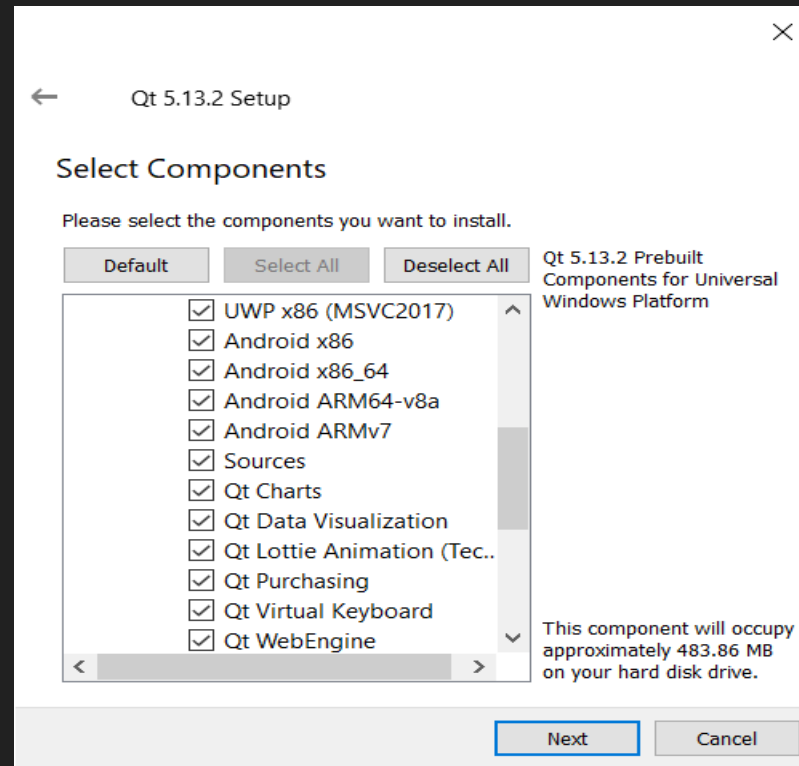 Qt 5.13.2 Setup
Select Components
Please select the components you want to install.
Default
Select All
Deselect All
Qt 5.13.2 Prebuilt
Components for Universal
Windows Platform
UWP x86 (MSVC2017)
Android x86
Android x86_64
Android ARM64-v8a
Android ARMv7
Sources
Qt Charts
Qt Data Visualization
Qt Lottie Animation (Tec..
Qt Purchasing
Qt Virtual Keyboard
Qt WebEngine
This component will occupy
approximately 483.86 MB
on your hard disk drive.
Next
Cancel